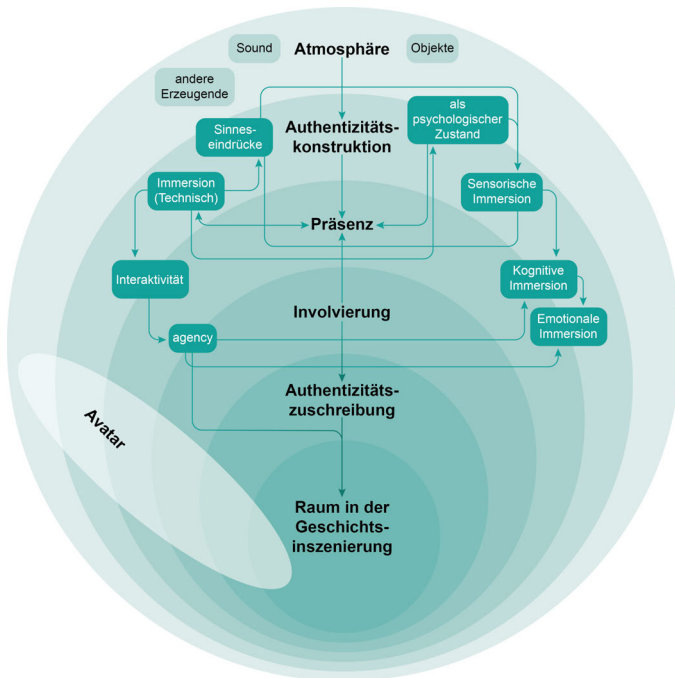 Sound
Atmosphäre
Objekte
andere
Erzeugende
Authentizitäts-
konstruktion
als
psychologischer
Zustand
Sinnes-
eindrücke
Immersion
(Technisch)
Sensorische
Immersion
Präsenz
Interaktivität
Kognitive
Immersion
Involvierung
Emotionale
Immersion
agency
Authentizitäts-
zuschreibung
Avatar
Raum in der
Geschichts-
inszenierung